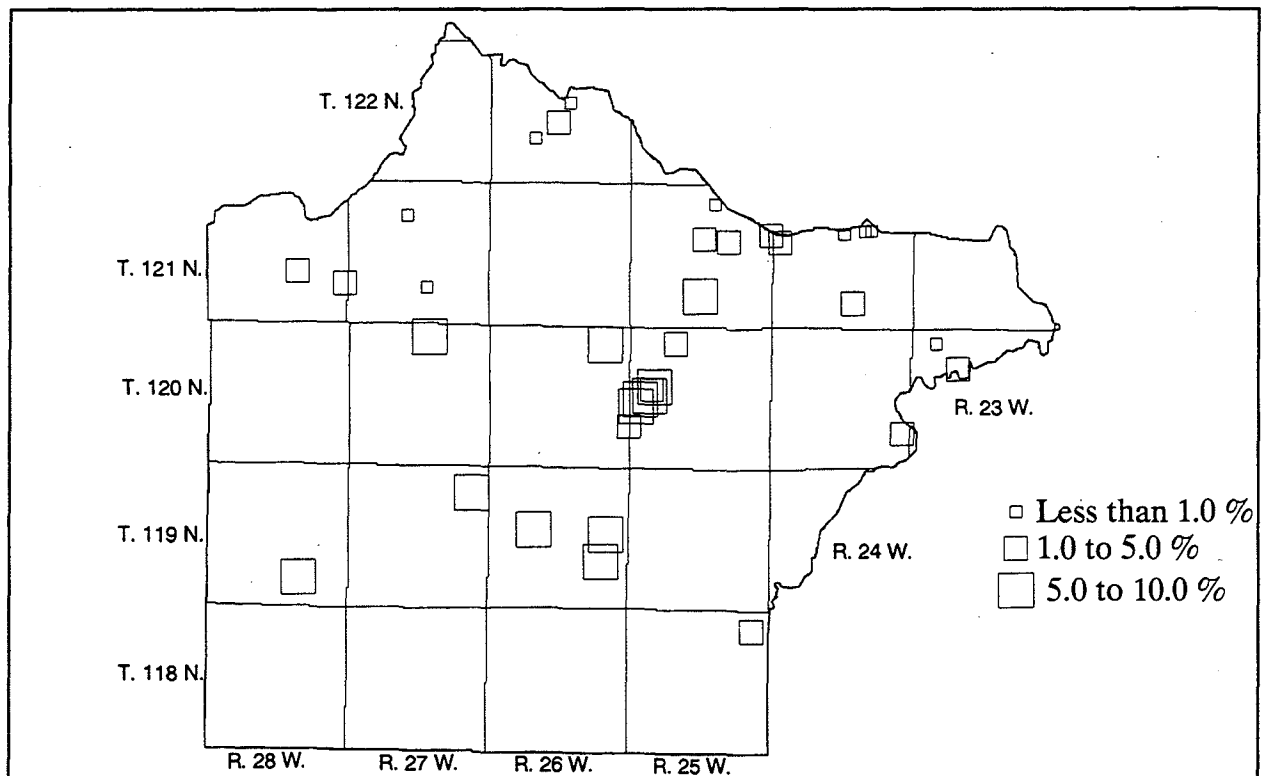 T. 122 N.
T. 121 N.
T. 120 N.
R. 23 W.
□ Less than 1.0 %
T. 119 N.
R. 24 W.
□ 1.0 to 5.0 %
□ 5.0 to 10.0 %
T. 118 N.
R. 28 W.
R. 27 W.
R. 26 W.
R. 25 W.